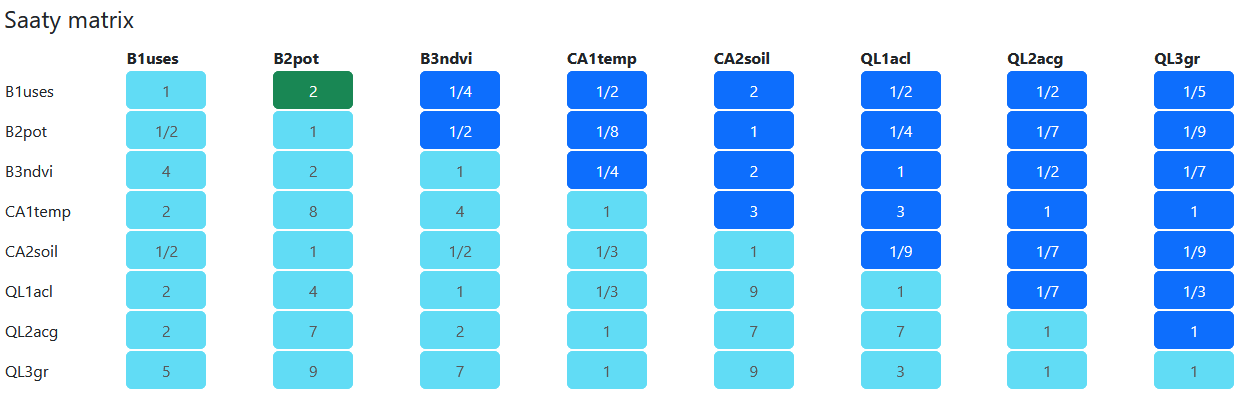 Saaty matrix
B1uses B2pot B3ndvi CA1temp CA2soil QL1acl QL2acg QL3gr
B1uses 1 2 1/4 1/2 2 1/2 1/2 1/5
B2pot 1/2 1 1/2 1/8 1 1/4 1/7 1/9
B3ndvi 4 2 1 1/4 2 1 1/2 1/7
CA1temp 2 8 4 1 3 3 1 1
CA2soil 1/2 1 1/2 1/3 1 1/9 1/7 1/9
QL1acl 2 4 1 1/3 9 1 1/7 1/3
QL2acg 2 7 2 1 7 7 1 1
QL3gr 5 9 7 1 9 3 1 1